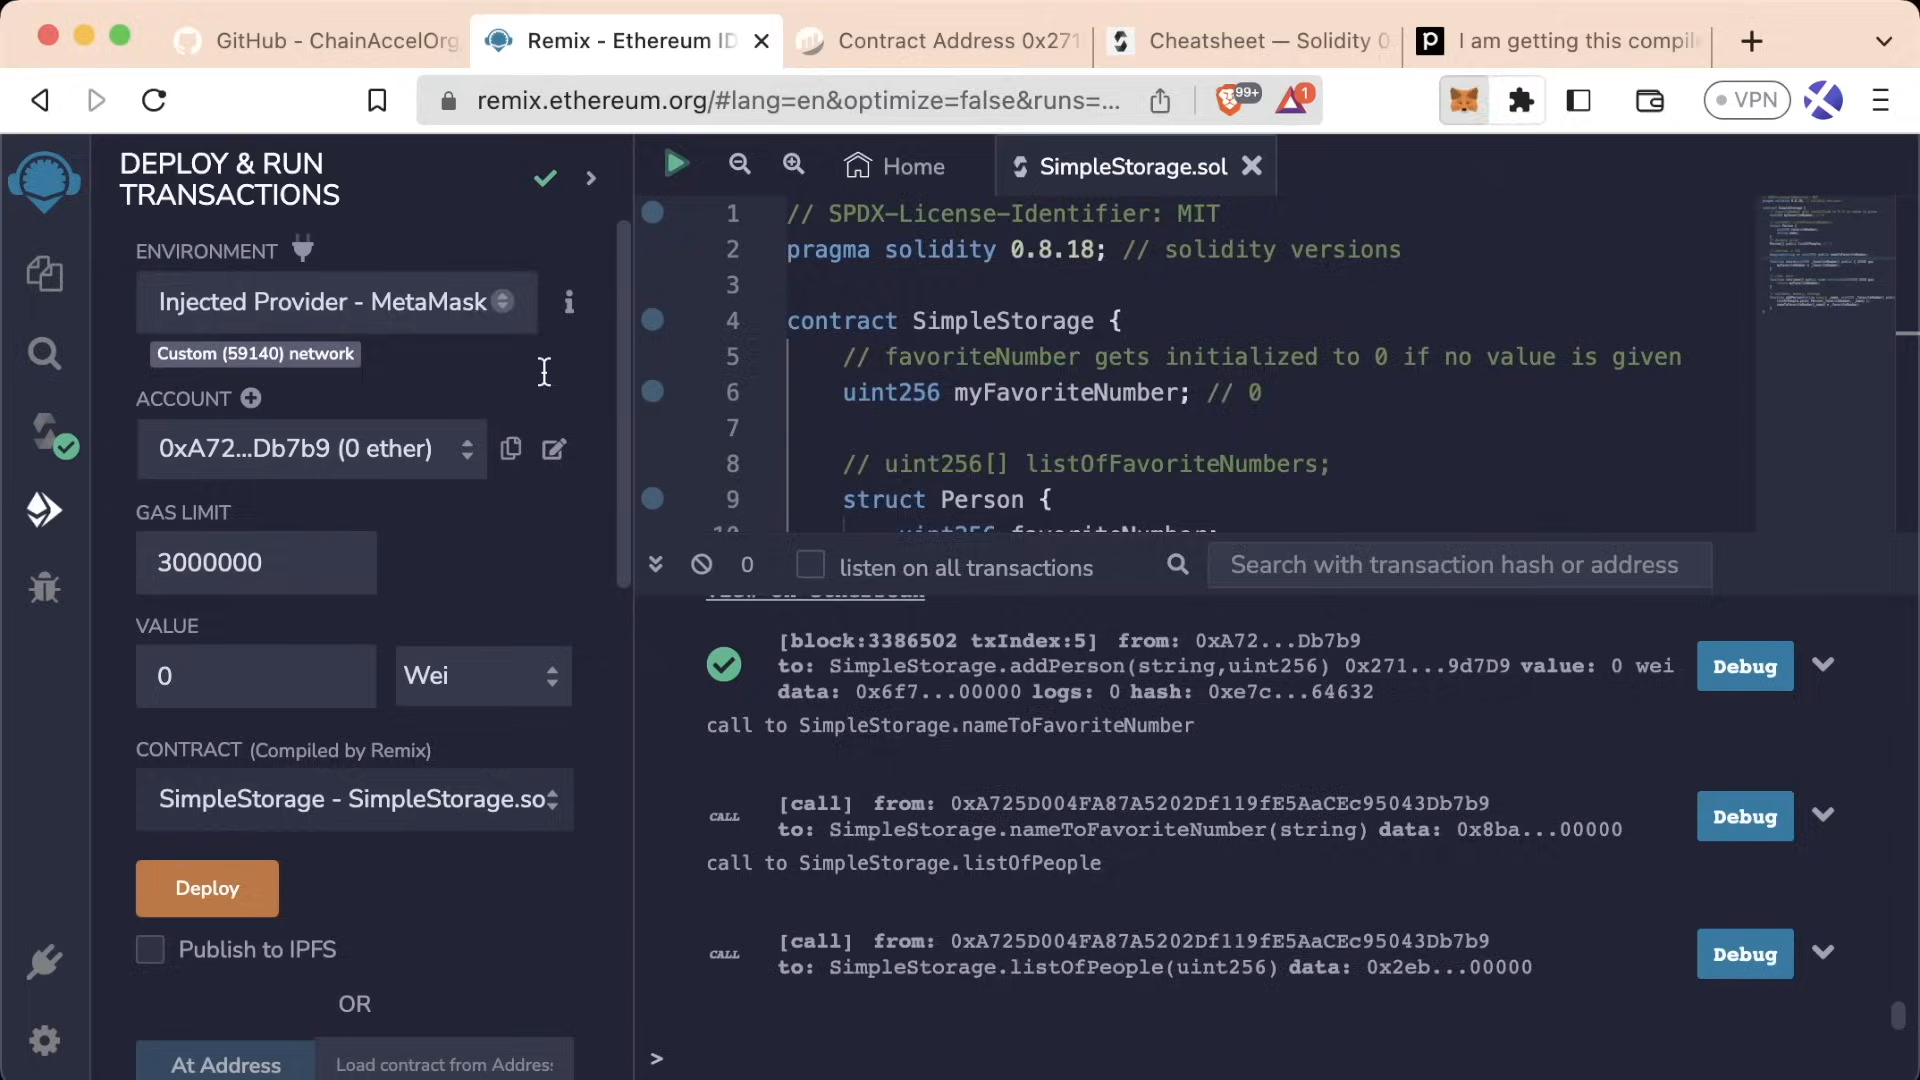 GitHub - ChainAccelOrg
Remix - Ethereum ID
Contract Address 0x271
Cheatsheet — Solidity 0
I am getting this compil
remix.ethereum.org/#lang=en&optimize=false&runs=...
99+
1
VPN
DEPLOY & RUN
TRANSACTIONS
ENVIRONMENT
Injected Provider - MetaMask
Custom (59140) network
ACCOUNT
0xA72...Db7b9 (0 ether)
GAS LIMIT
3000000
VALUE
0
Wei
CONTRACT (Compiled by Remix)
SimpleStorage - SimpleStorage.so
Deploy
Publish to IPFS
OR
At Address
Load contract from Address
Home
SimpleStorage.sol
1 // SPDX-License-Identifier: MIT
2 pragma solidity 0.8.18; // solidity versions
3
4 contract SimpleStorage {
5 // favoriteNumber gets initialized to 0 if no value is given
6 uint256 myFavoriteNumber; // 0
7
8 // uint256[] listOfFavoriteNumbers;
9 struct Person {
10 uint256 favoriteNumber;
0
listen on all transactions
Search with transaction hash or address
[block:3386502 txIndex:5] from: 0xA72...Db7b9
to: SimpleStorage.addPerson(string,uint256) 0x271...9d7D9 value: 0 wei
data: 0x6f7...00000 logs: 0 hash: 0xe7c...64632
Debug
call to SimpleStorage.nameToFavoriteNumber
CALL
[call] from: 0xA725D004FA87A5202Df119fE5AaCEc95043Db7b9
to: SimpleStorage.nameToFavoriteNumber(string) data: 0x8ba...00000
Debug
call to SimpleStorage.listOfPeople
CALL
[call] from: 0xA725D004FA87A5202Df119fE5AaCEc95043Db7b9
to: SimpleStorage.listOfPeople(uint256) data: 0x2eb...00000
Debug
>